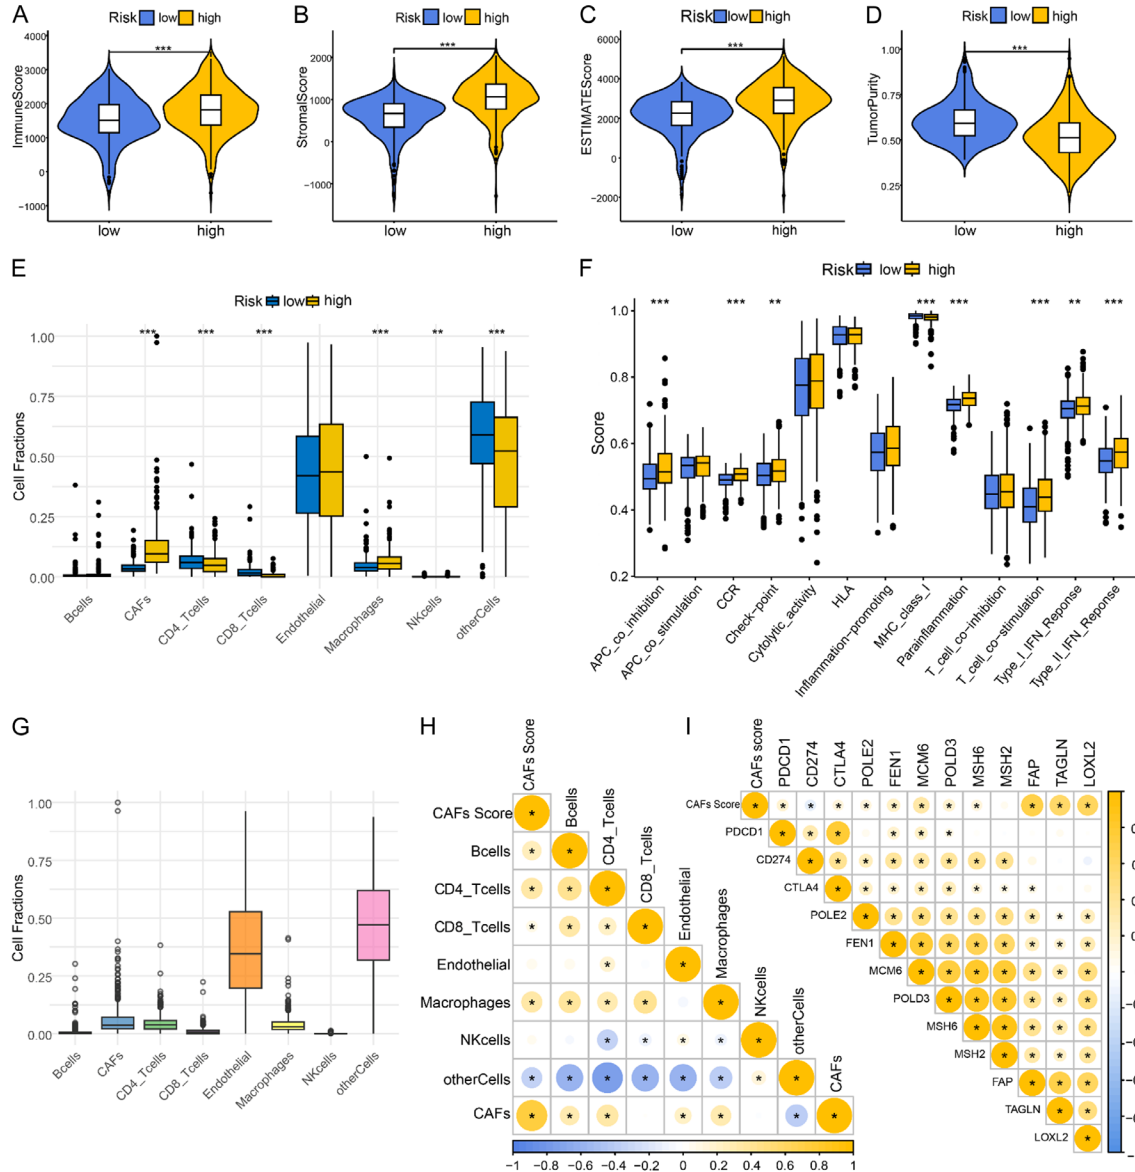 A
Risk low high
***
ImmuneScore
4000
3000
2000
1000
0
−1000
low high
B
Risk low high
***
StromalScore
2000
1000
0
−1000
low high
C
Risk low high
***
ESTIMATEScore
6000
4000
2000
0
−2000
low high
D
Risk low high
***
TumorPurity
1.00
0.75
0.50
0.25
low high
E
Risk low high
*** *** *** *** ** ***
Cell Fractions
1.00
0.75
0.50
0.25
0.00
Bcells
CAFs
CD4_Tcells
CD8_Tcells
Endothelial
Macrophages
NKcells
otherCells
F
Risk low high
*** *** ** *** *** *** ** ***
Score
1.0
0.8
0.6
0.4
0.2
APC_co_inhibition
APC_co_stimulation
CCR
Check−point
Cytolytic_activity
HLA
Inflammation−promoting
MHC_class_I
Parainflammation
T_cell_co−inhibition
T_cell_co−stimulation
Type_I_IFN_Reponse
Type_II_IFN_Reponse
G
Cell Fractions
1.00
0.75
0.50
0.25
0.00
Bcells
CAFs
CD4_Tcells
CD8_Tcells
Endothelial
Macrophages
NKcells
otherCells
H
CAFs Score
Bcells
CD4_Tcells
CD8_Tcells
Endothelial
Macrophages
NKcells
otherCells
CAFs
CAFs Score *
Bcells * *
CD4_Tcells * * *
CD8_Tcells * * * *
Endothelial * *
Macrophages * * * * *
NKcells * * * * *
otherCells * * * * * * * *
CAFs * * * * * * *
−1 −0.8 −0.6 −0.4 −0.2 0 0.2 0.4 0.6 0.8 1
I
CAFs score
PDCD1
CD274
CTLA4
POLE2
FEN1
MCM6
POLD3
MSH6
MSH2
FAP
TAGLN
LOXL2
CAFs Score * * * * * * * * * * * *
PDCD1 * * * * * *
CD274 * * * * * * * *
CTLA4 * * * * * * *
POLE2 * * * * * * * * *
FEN1 * * * * * * * *
MCM6 * * * * * * *
POLD3 * * * * * *
MSH6 * * * * *
MSH2 * * * *
FAP * * *
TAGLN * *
LOXL2 *